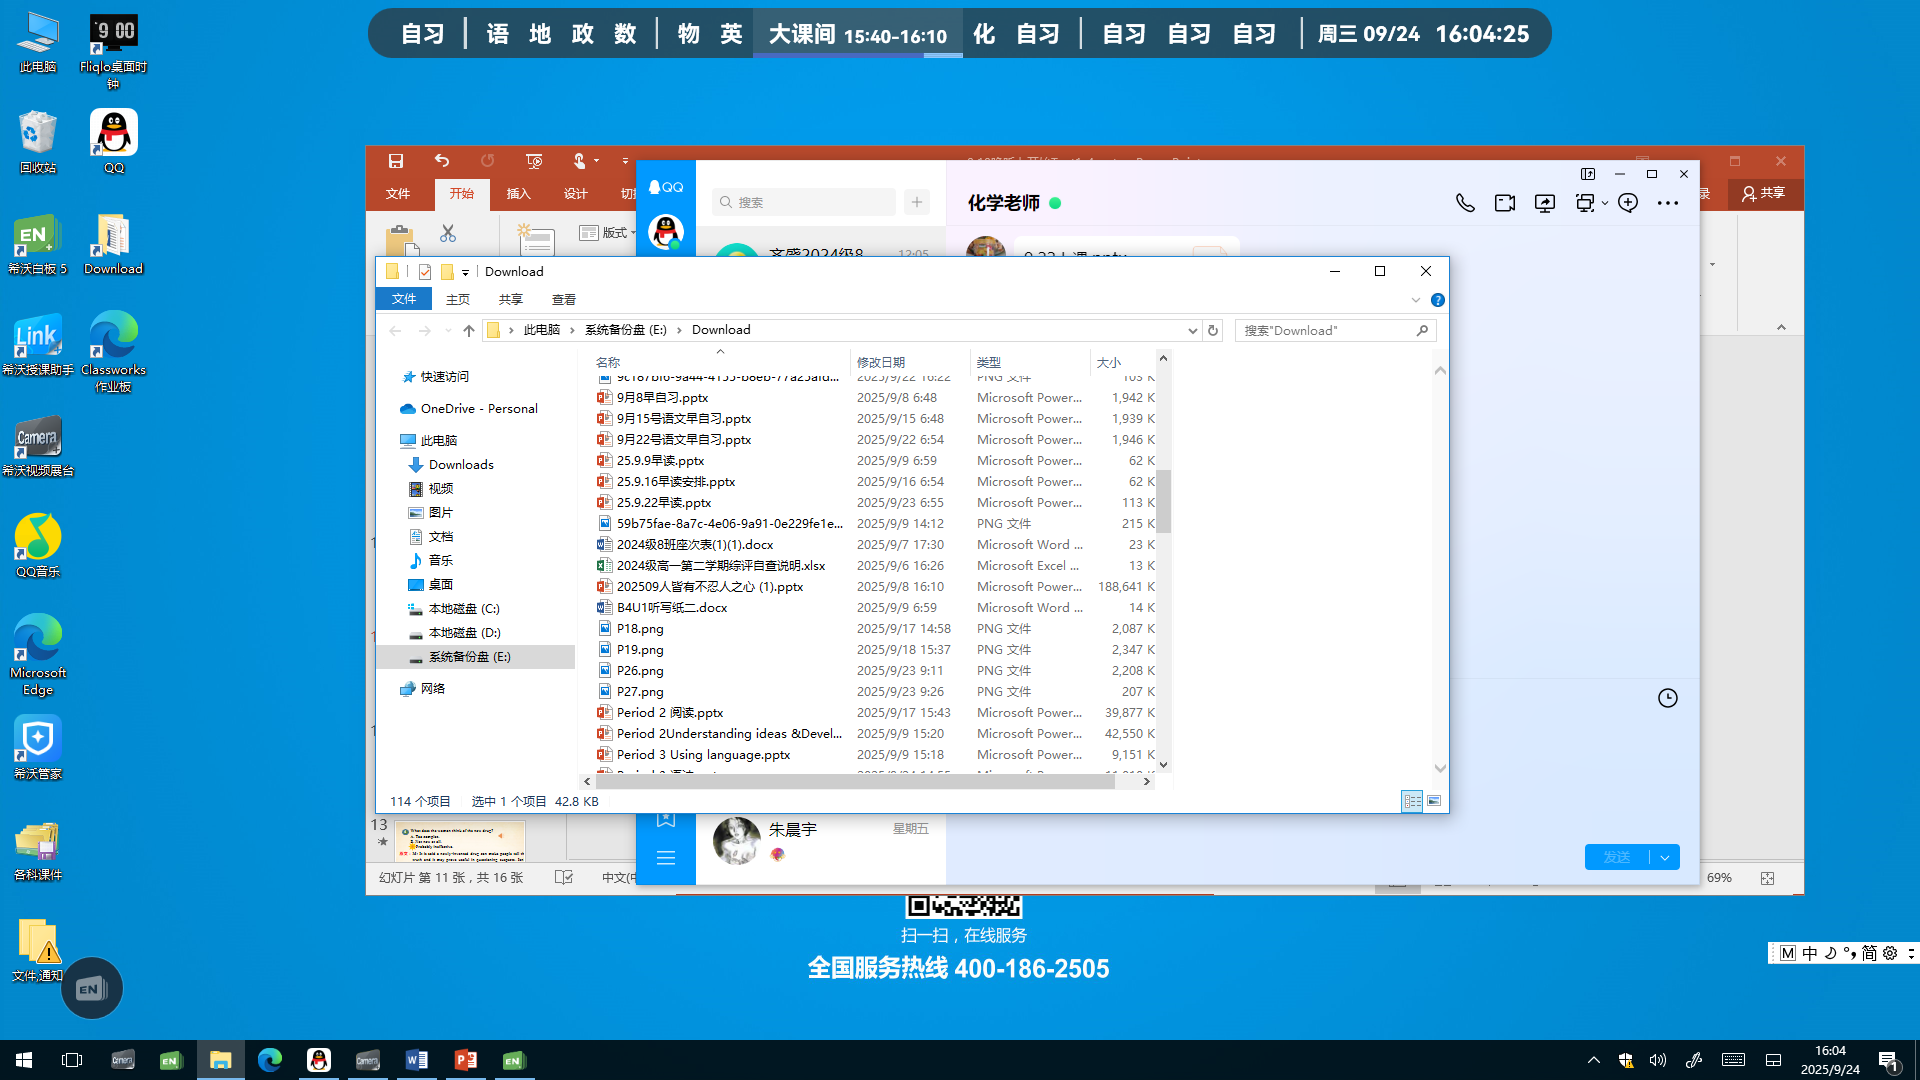 自习 | 语 地 政 数 | 物 英 大课间 15:40-16:10 化 自习 | 自习 自习 自习 | 周三 09/24 16:04:25
此电脑
Fliqlo桌面时钟
回收站
QQ
希沃白板 5
Download
希沃授课助手
Classworks作业板
希沃视频展台
QQ音乐
Microsoft Edge
希沃管家
各科课件
文件,通知
EN
文件 开始 插入 设计
版式
共享
QQ
搜索
化学老师
12:05
Download
文件 主页 共享 查看
此电脑 › 系统备份盘 (E:) › Download
搜索"Download"
快速访问
OneDrive - Personal
此电脑
Downloads
视频
图片
文档
音乐
桌面
本地磁盘 (C:)
本地磁盘 (D:)
系统备份盘 (E:)
网络
名称 修改日期 类型 大小
9c187bf6-9a44-4155-b8eb-77a25afd... 2025/9/22 16:22 PNG 文件 103 K
9月8早自习.pptx 2025/9/8 6:48 Microsoft Power... 1,942 K
9月15号语文早自习.pptx 2025/9/15 6:48 Microsoft Power... 1,939 K
9月22号语文早自习.pptx 2025/9/22 6:54 Microsoft Power... 1,946 K
25.9.9早读.pptx 2025/9/9 6:59 Microsoft Power... 62 K
25.9.16早读安排.pptx 2025/9/16 6:54 Microsoft Power... 62 K
25.9.22早读.pptx 2025/9/23 6:55 Microsoft Power... 113 K
59b75fae-8a7c-4e06-9a91-0e229fe1e... 2025/9/9 14:12 PNG 文件 215 K
2024级8班座次表(1)(1).docx 2025/9/7 17:30 Microsoft Word ... 23 K
2024级高一第二学期综评自查说明.xlsx 2025/9/6 16:26 Microsoft Excel ... 13 K
202509人皆有不忍人之心 (1).pptx 2025/9/8 16:10 Microsoft Power... 188,641 K
B4U1听写纸二.docx 2025/9/9 6:59 Microsoft Word ... 14 K
P18.png 2025/9/17 14:58 PNG 文件 2,087 K
P19.png 2025/9/18 15:37 PNG 文件 2,347 K
P26.png 2025/9/23 9:11 PNG 文件 2,208 K
P27.png 2025/9/23 9:26 PNG 文件 207 K
Period 2 阅读.pptx 2025/9/17 15:43 Microsoft Power... 39,877 K
Period 2Understanding ideas &Devel... 2025/9/9 15:20 Microsoft Power... 42,550 K
Period 3 Using language.pptx 2025/9/9 15:18 Microsoft Power... 9,151 K
114 个项目 选中 1 个项目 42.8 KB
13
朱晨宇 星期五
发送
幻灯片 第 11 张，共 16 张
69%
扫一扫，在线服务
全国服务热线 400-186-2505
M 中 简
16:04
2025/9/24
1